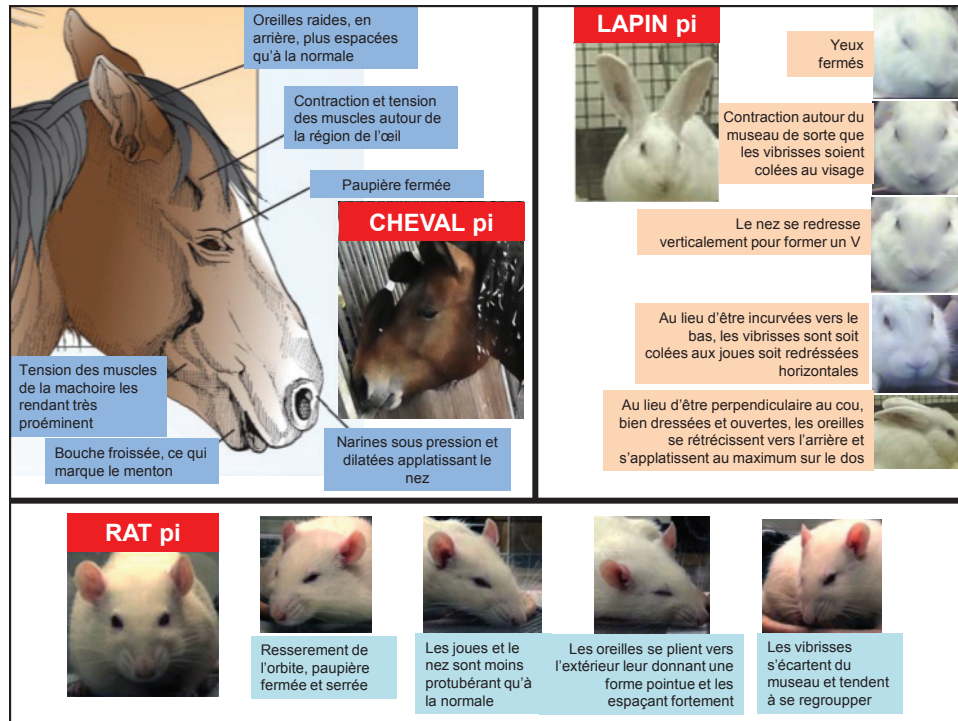 Oreilles raides, en
arrière, plus espacées
qu'à la normale
Contraction et tension
des muscles autour de
la région de l'œil
Paupière fermée
CHEVAL pi
Tension des muscles
de la machoire les
rendant très
proéminent
Bouche froissée, ce qui
marque le menton
Narines sous pression et
dilatées applatissant le
nez
LAPIN pi
Yeux
fermés
Contraction autour du
museau de sorte que
les vibrisses soient
colées au visage
Le nez se redresse
verticalement pour former un V
Au lieu d'être incurvées vers le
bas, les vibrisses sont soit
colées aux joues soit redréssées
horizontales
Au lieu d'être perpendiculaire au cou,
bien dressées et ouvertes, les oreilles
se rétrécissent vers l'arrière et
s'applatissent au maximum sur le dos
RAT pi
Resserement de
l'orbite, paupière
fermée et serrée
Les joues et le
nez sont moins
protubérant qu'à
la normale
Les oreilles se plient vers
l'extérieur leur donnant une
forme pointue et les
espaçant fortement
Les vibrisses
s'écartent du
museau et tendent
à se regroupper